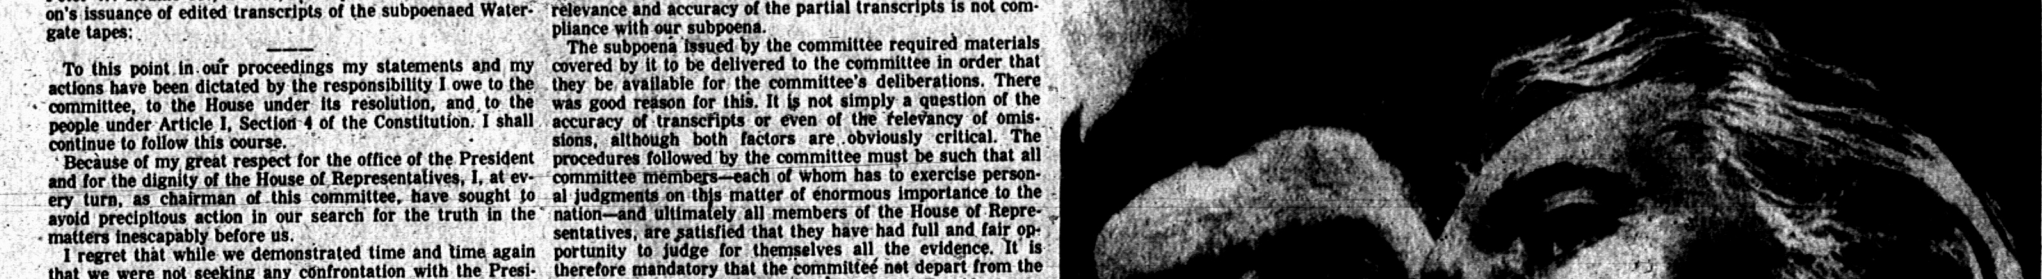 on's issuance of edited transcripts of the subpoenaed Water-
gate tapes:
To this point in our proceedings my statements and my
actions have been dictated by the responsibility I owe to the
committee, to the House under its resolution, and to the
people under Article I, Section 4 of the Constitution. I shall
continue to follow this course.
Because of my great respect for the office of the President
and for the dignity of the House of Representatives, I, at ev-
ery turn, as chairman of this committee, have sought to
avoid precipitous action in our search for the truth in the
matters inescapably before us.
I regret that while we demonstrated time and time again
that we were not seeking any confrontation with the Presi-
relevance and accuracy of the partial transcripts is not com-
pliance with our subpoena.
The subpoena issued by the committee required materials
covered by it to be delivered to the committee in order that
they be available for the committee's deliberations. There
was good reason for this. It is not simply a question of the
accuracy of transcripts or even of the relevancy of omis-
sions, although both factors are obviously critical. The
procedures followed by the committee must be such that all
committee members—each of whom has to exercise person-
al judgments on this matter of enormous importance to the
nation—and ultimately all members of the House of Repre-
sentatives, are satisfied that they have had full and fair op-
portunity to judge for themselves all the evidence. It is
therefore mandatory that the committee not depart from the